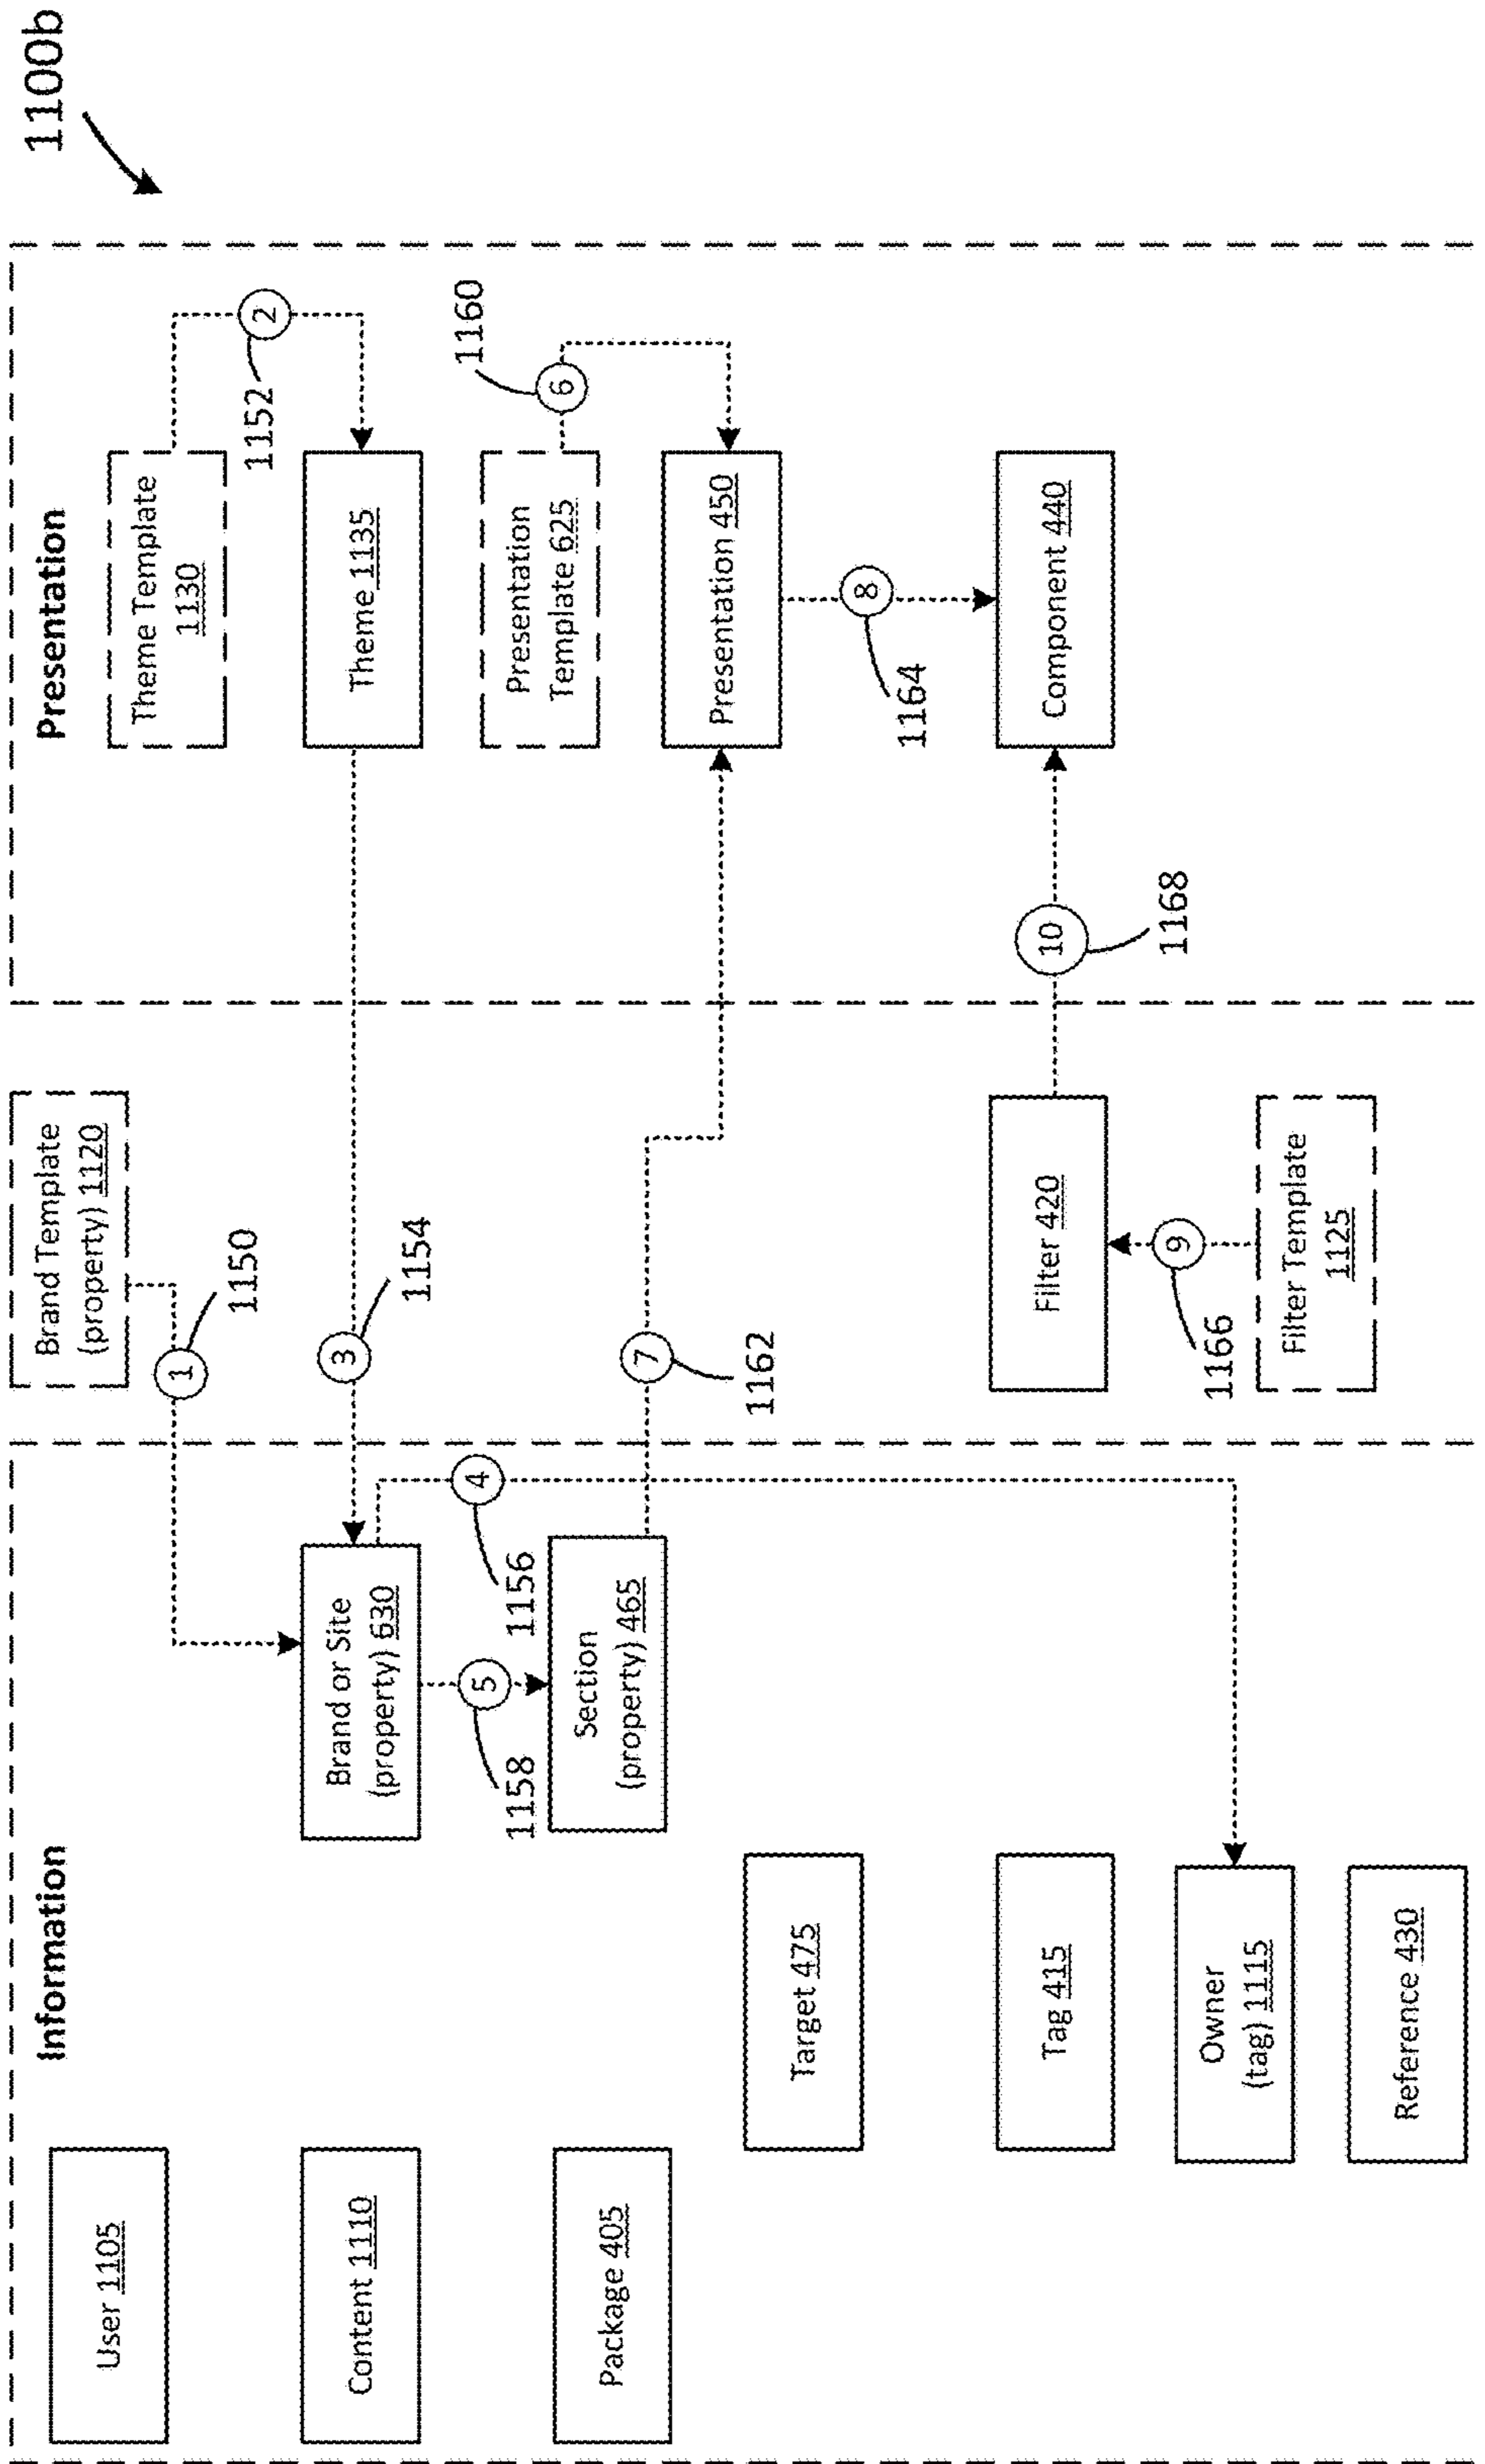 1100b
Information
Presentation
User 1105
Brand Template
(property) 1120
Theme Template
1130
1
1150
2
1152
Content 1110
Brand or Site
(property) 630
3
1154
Theme 1135
4
1156
5
1158
Presentation
Template 625
6
1160
Package 405
Section
(property) 465
7
1162
Presentation 450
Target 475
8
1164
Tag 415
Filter 420
10
1168
Component 440
Owner
(tag) 1115
9
1166
Reference 430
Filter Template
1125